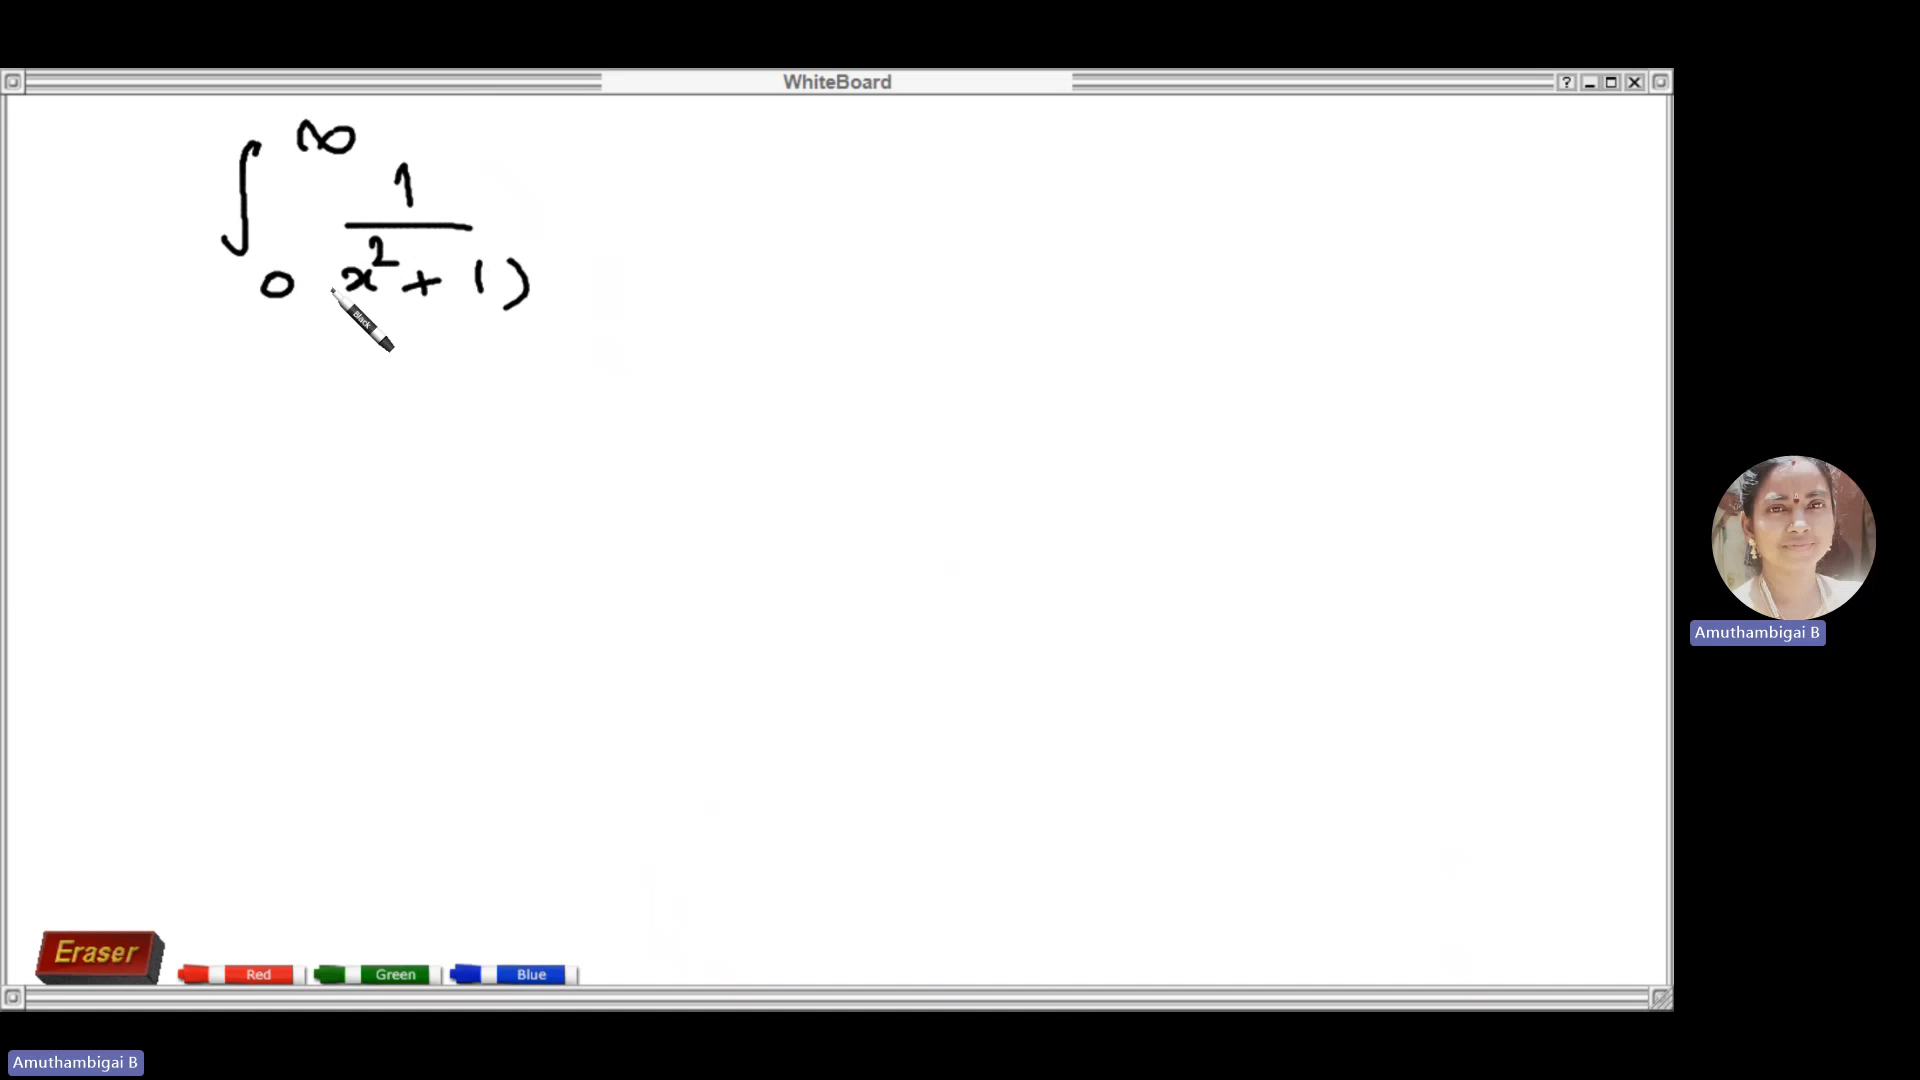 WhiteBoard
∫₀^∞ 1/x²+1)
Black
Amuthambigai B
Eraser
Red Green Blue
Amuthambigai B